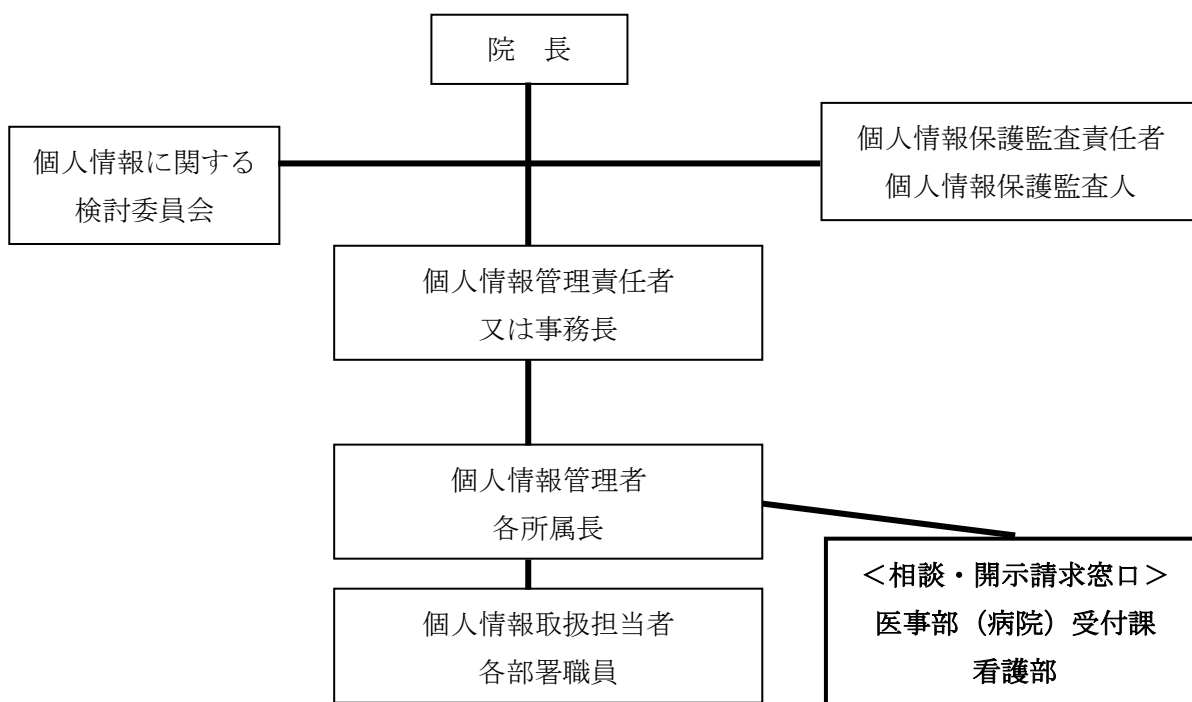 院　長
個人情報に関する
検討委員会
個人情報保護監査責任者
個人情報保護監査人
個人情報管理責任者
又は事務長
個人情報管理者
各所属長
＜相談・開示請求窓口＞
医事部（病院）受付課
看護部
個人情報取扱担当者
各部署職員